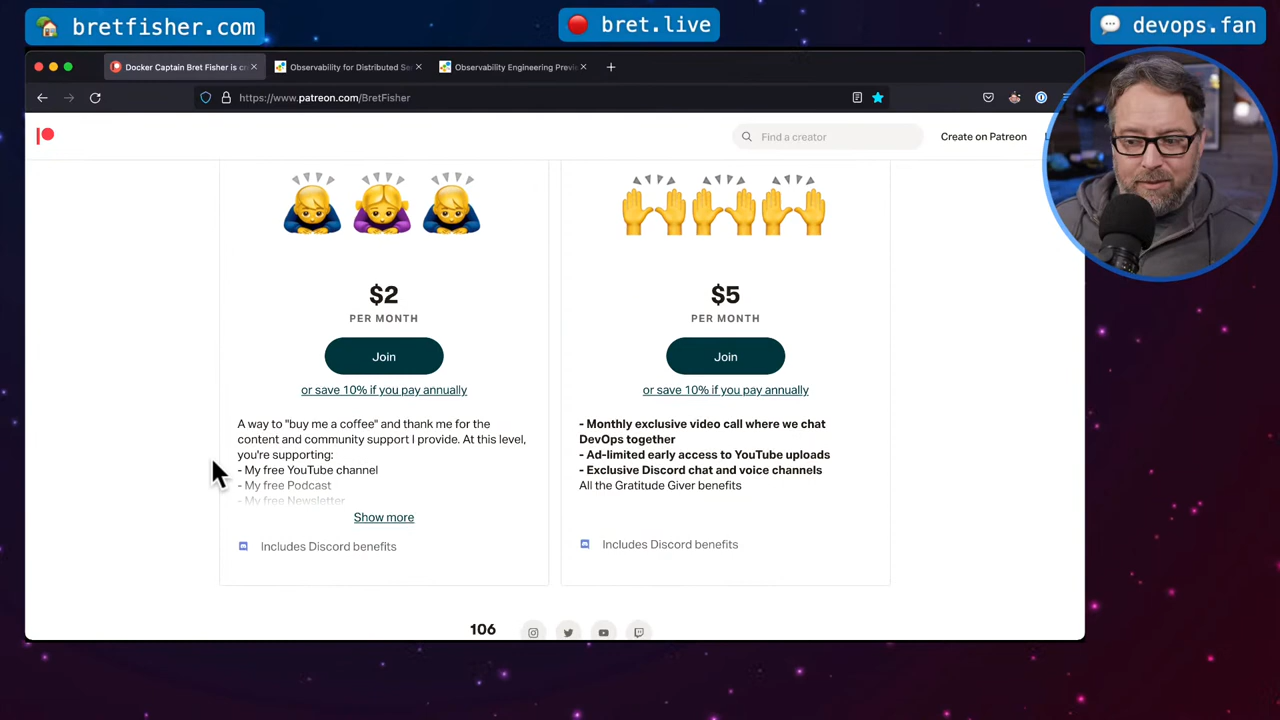 bretfisher.com
bret.live
devops.fan
Docker Captain Bret Fisher is cr
Observability for Distributed Se
Observability Engineering Previe
https://www.patreon.com/BretFisher
Find a creator
Create on Patreon
$2
PER MONTH
Join
or save 10% if you pay annually
A way to "buy me a coffee" and thank me for the
content and community support I provide. At this level,
you're supporting:
- My free YouTube channel
- My free Podcast
- My free Newsletter
Show more
Includes Discord benefits
$5
PER MONTH
Join
or save 10% if you pay annually
- Monthly exclusive video call where we chat
DevOps together
- Ad-limited early access to YouTube uploads
- Exclusive Discord chat and voice channels
All the Gratitude Giver benefits
Includes Discord benefits
106